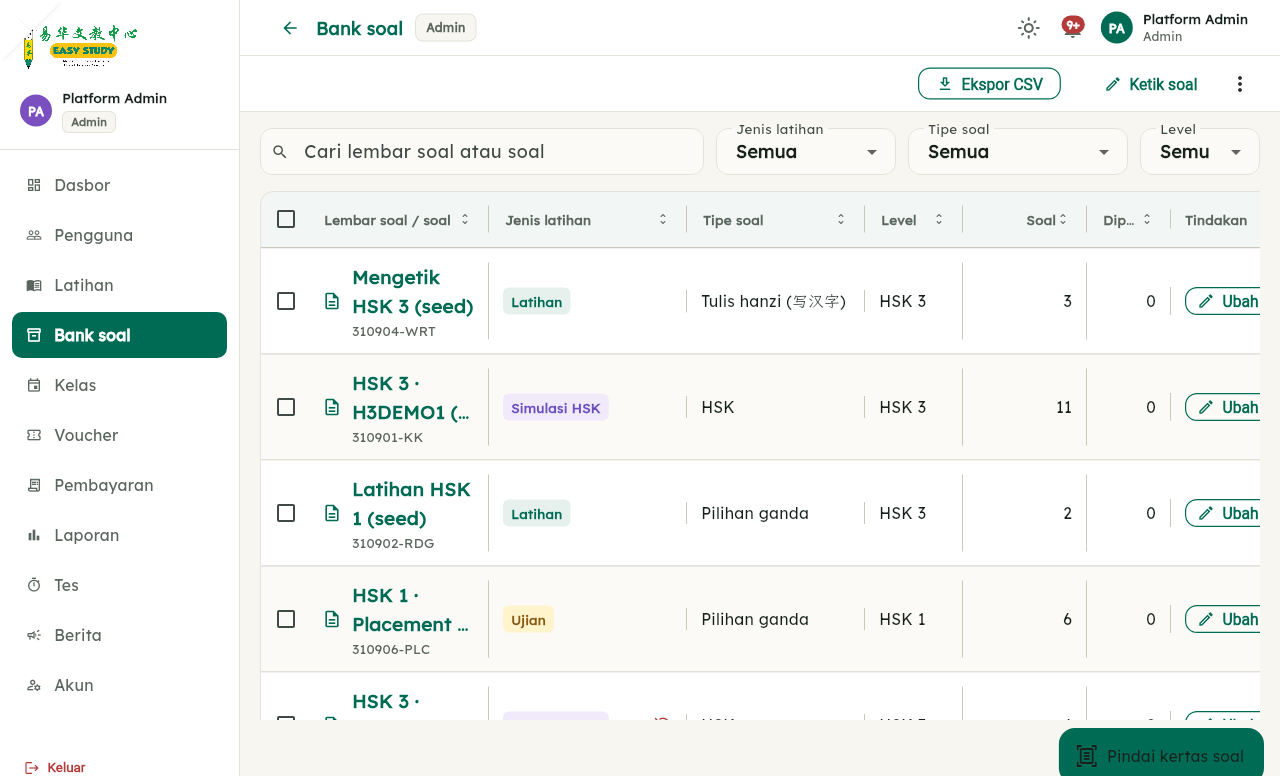 易华文教中心
EASY STUDY
Platform Admin
Admin
PA
Dasbor
Pengguna
Latihan
Bank soal
Kelas
Voucher
Pembayaran
Laporan
Tes
Berita
Akun
Keluar
Bank soal
Admin
9+
PA
Platform Admin
Admin
Ekspor CSV
Ketik soal
Cari lembar soal atau soal
Jenis latihan
Semua
Tipe soal
Semua
Level
Semu
Lembar soal / soal
Jenis latihan
Tipe soal
Level
Soal
Dip...
Tindakan
Mengetik HSK 3 (seed)
310904-WRT
Latihan
Tulis hanzi (写汉字)
HSK 3
3
0
Ubah
HSK 3 · H3DEMO1 (...
310901-KK
Simulasi HSK
HSK
HSK 3
11
0
Ubah
Latihan HSK 1 (seed)
310902-RDG
Latihan
Pilihan ganda
HSK 3
2
0
Ubah
HSK 1 · Placement ...
310906-PLC
Ujian
Pilihan ganda
HSK 1
6
0
Ubah
HSK 3 ·
Pindai kertas soal